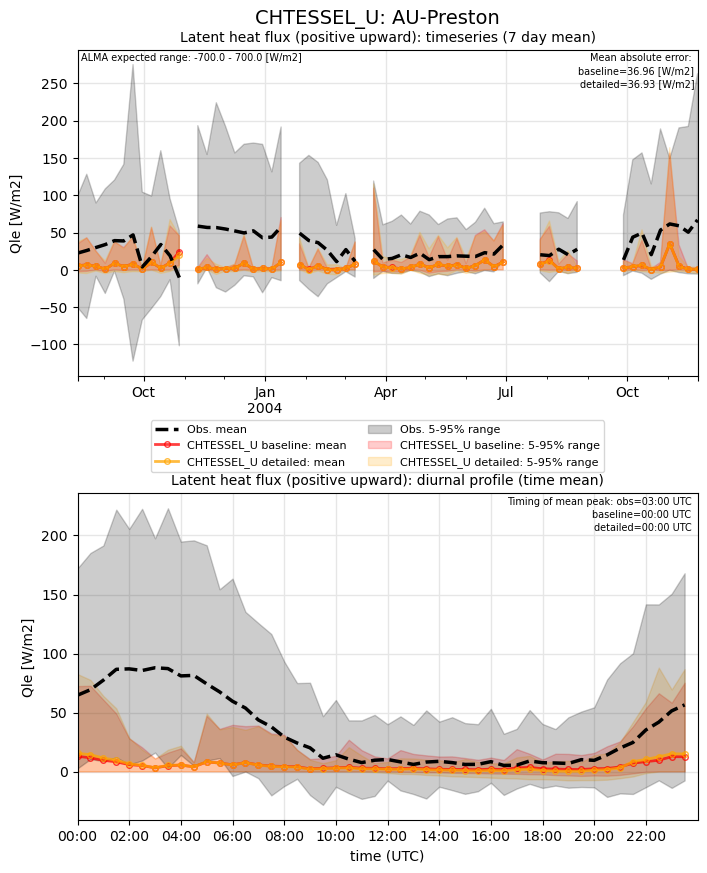 CHTESSEL_U: AU-Preston
Latent heat flux (positive upward): timeseries (7 day mean)
ALMA expected range: -700.0 - 700.0 [W/m2]
Mean absolute error:
baseline=36.96 [W/m2]
detailed=36.93 [W/m2]
Qle [W/m2]
250
200
150
100
50
0
−50
−100
Oct
Jan
2004
Apr
Jul
Oct
Obs. mean
CHTESSEL_U baseline: mean
CHTESSEL_U detailed: mean
Obs. 5-95% range
CHTESSEL_U baseline: 5-95% range
CHTESSEL_U detailed: 5-95% range
Latent heat flux (positive upward): diurnal profile (time mean)
Timing of mean peak: obs=03:00 UTC
baseline=00:00 UTC
detailed=00:00 UTC
Qle [W/m2]
200
150
100
50
0
00:00
02:00
04:00
06:00
08:00
10:00
12:00
14:00
16:00
18:00
20:00
22:00
time (UTC)